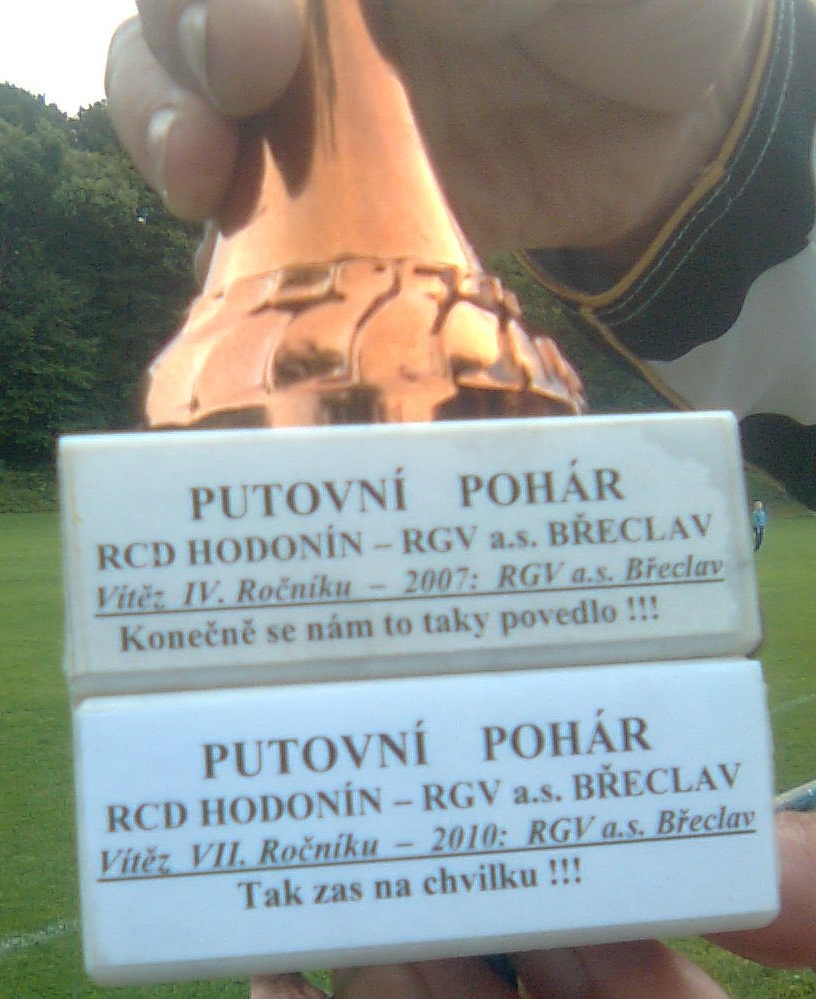 PUTOVNÍ POHÁR
RCD HODONÍN – RGV a.s. BŘECLAV
Vítěz IV. Ročníku – 2007: RGV a.s. Břeclav
Konečně se nám to taky povedlo !!!
PUTOVNÍ POHÁR
RCD HODONÍN – RGV a.s. BŘECLAV
Vítěz VII. Ročníku – 2010: RGV a.s. Břeclav
Tak zas na chvilku !!!